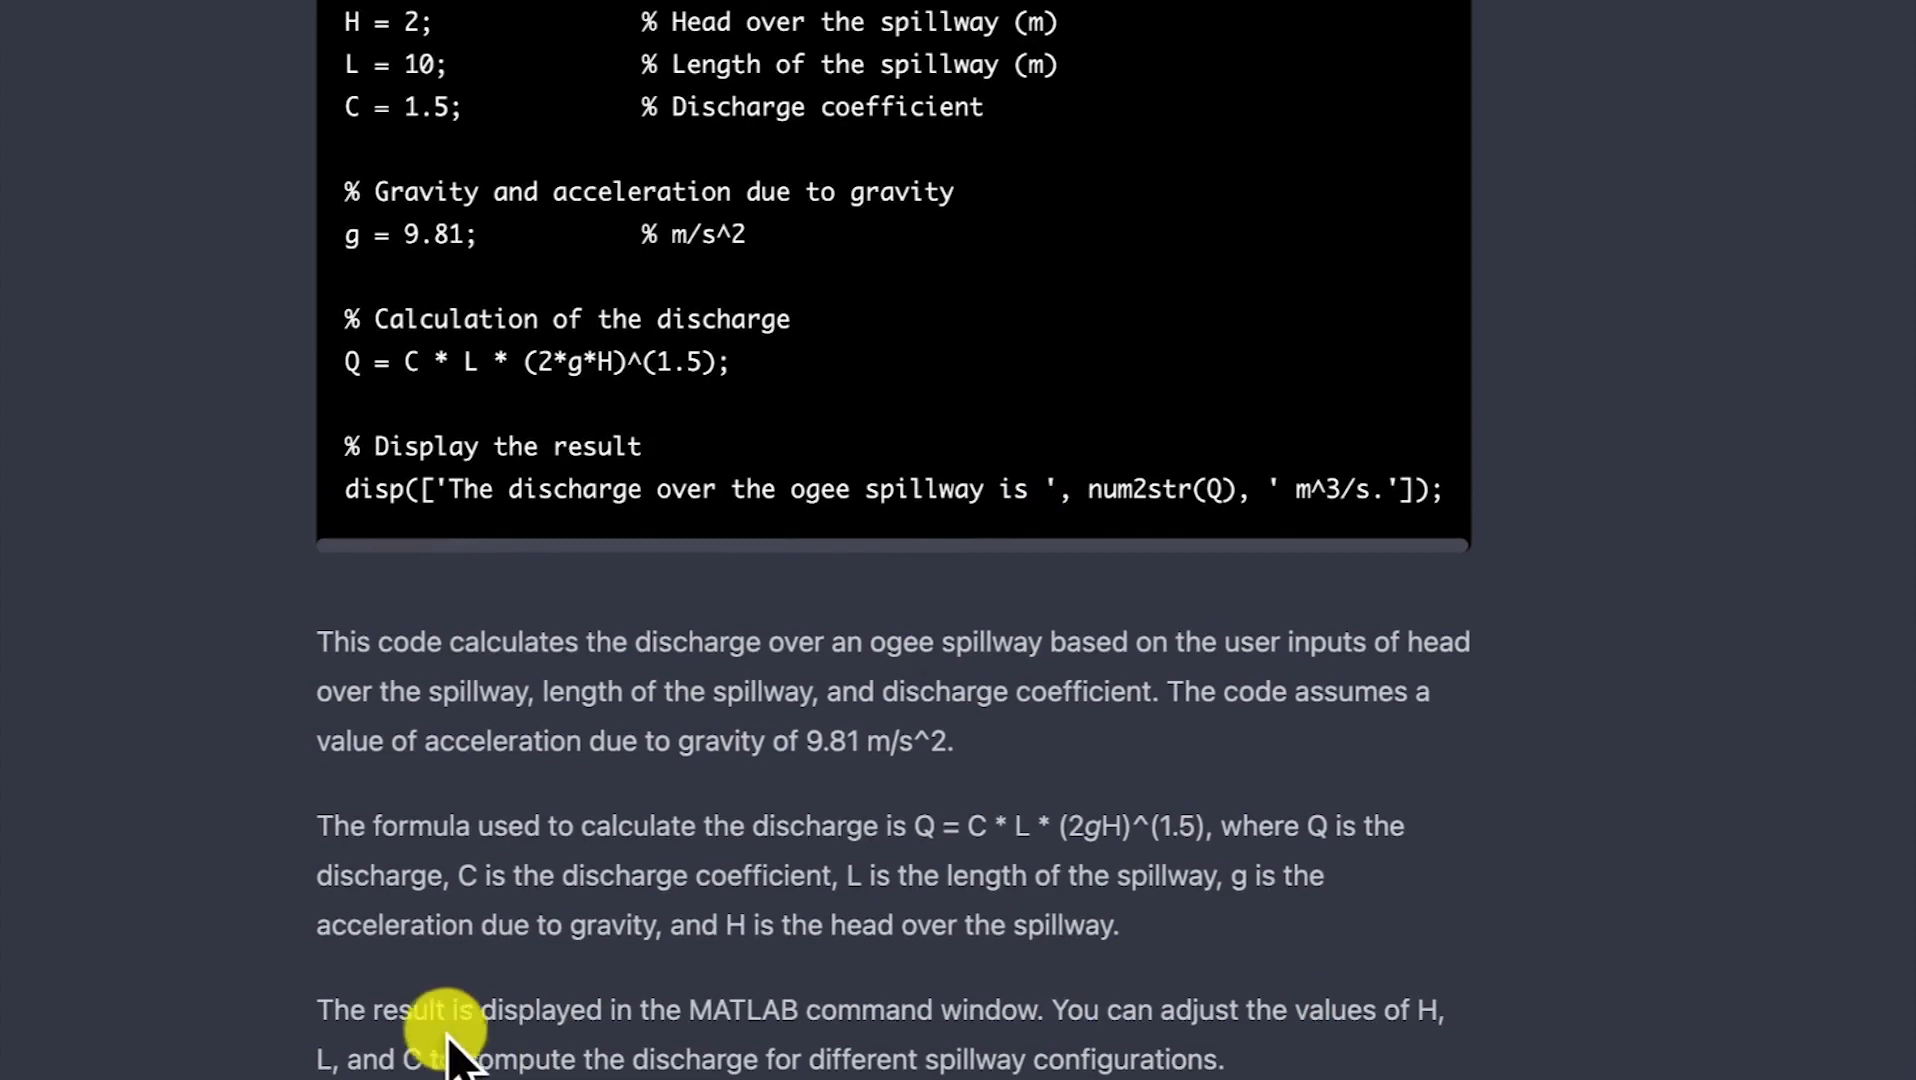 H = 2; % Head over the spillway (m)
L = 10; % Length of the spillway (m)
C = 1.5; % Discharge coefficient
% Gravity and acceleration due to gravity
g = 9.81; % m/s^2
% Calculation of the discharge
Q = C * L * (2*g*H)^(1.5);
% Display the result
disp(['The discharge over the ogee spillway is ', num2str(Q), ' m^3/s.']);
This code calculates the discharge over an ogee spillway based on the user inputs of head
over the spillway, length of the spillway, and discharge coefficient. The code assumes a
value of acceleration due to gravity of 9.81 m/s^2.
The formula used to calculate the discharge is Q = C * L * (2gH)^(1.5), where Q is the
discharge, C is the discharge coefficient, L is the length of the spillway, g is the
acceleration due to gravity, and H is the head over the spillway.
The result is displayed in the MATLAB command window. You can adjust the values of H,
L, and C to compute the discharge for different spillway configurations.